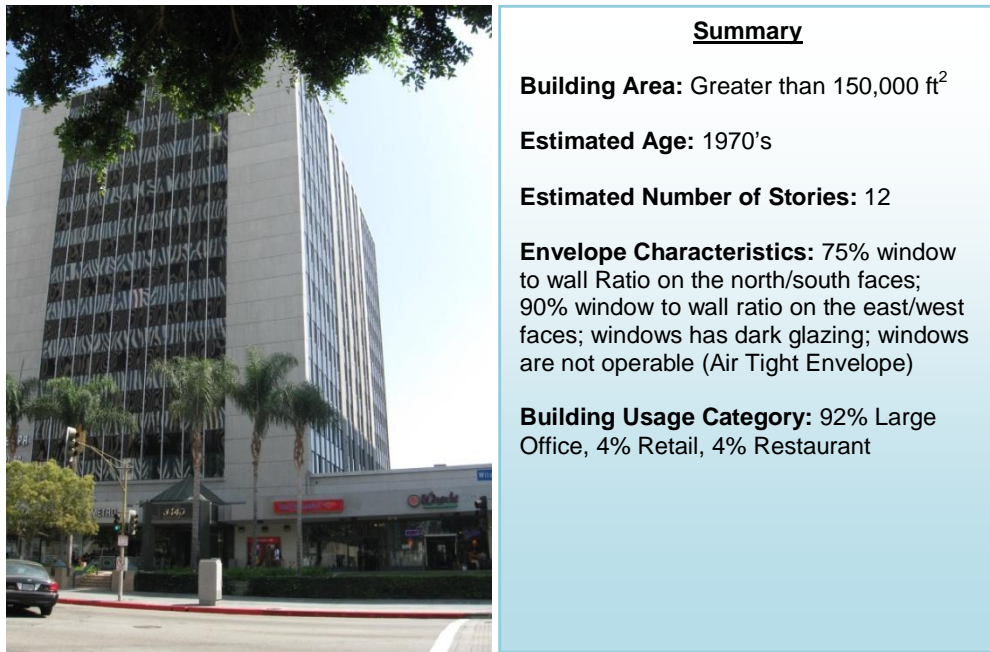 Summary
Building Area: Greater than 150,000 ft²
Estimated Age: 1970’s
Estimated Number of Stories: 12
Envelope Characteristics: 75% window
to wall Ratio on the north/south faces;
90% window to wall ratio on the east/west
faces; windows has dark glazing; windows
are not operable (Air Tight Envelope)
Building Usage Category: 92% Large
Office, 4% Retail, 4% Restaurant
METRO